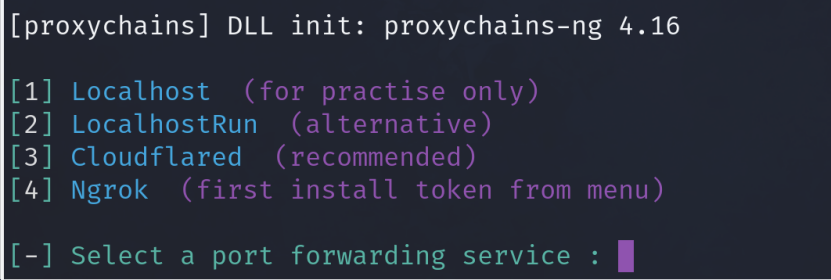 [proxychains] DLL init: proxychains-ng 4.16
[1] Localhost (for practise only)
[2] LocalhostRun (alternative)
[3] Cloudflared (recommended)
[4] Ngrok (first install token from menu)
[-] Select a port forwarding service :